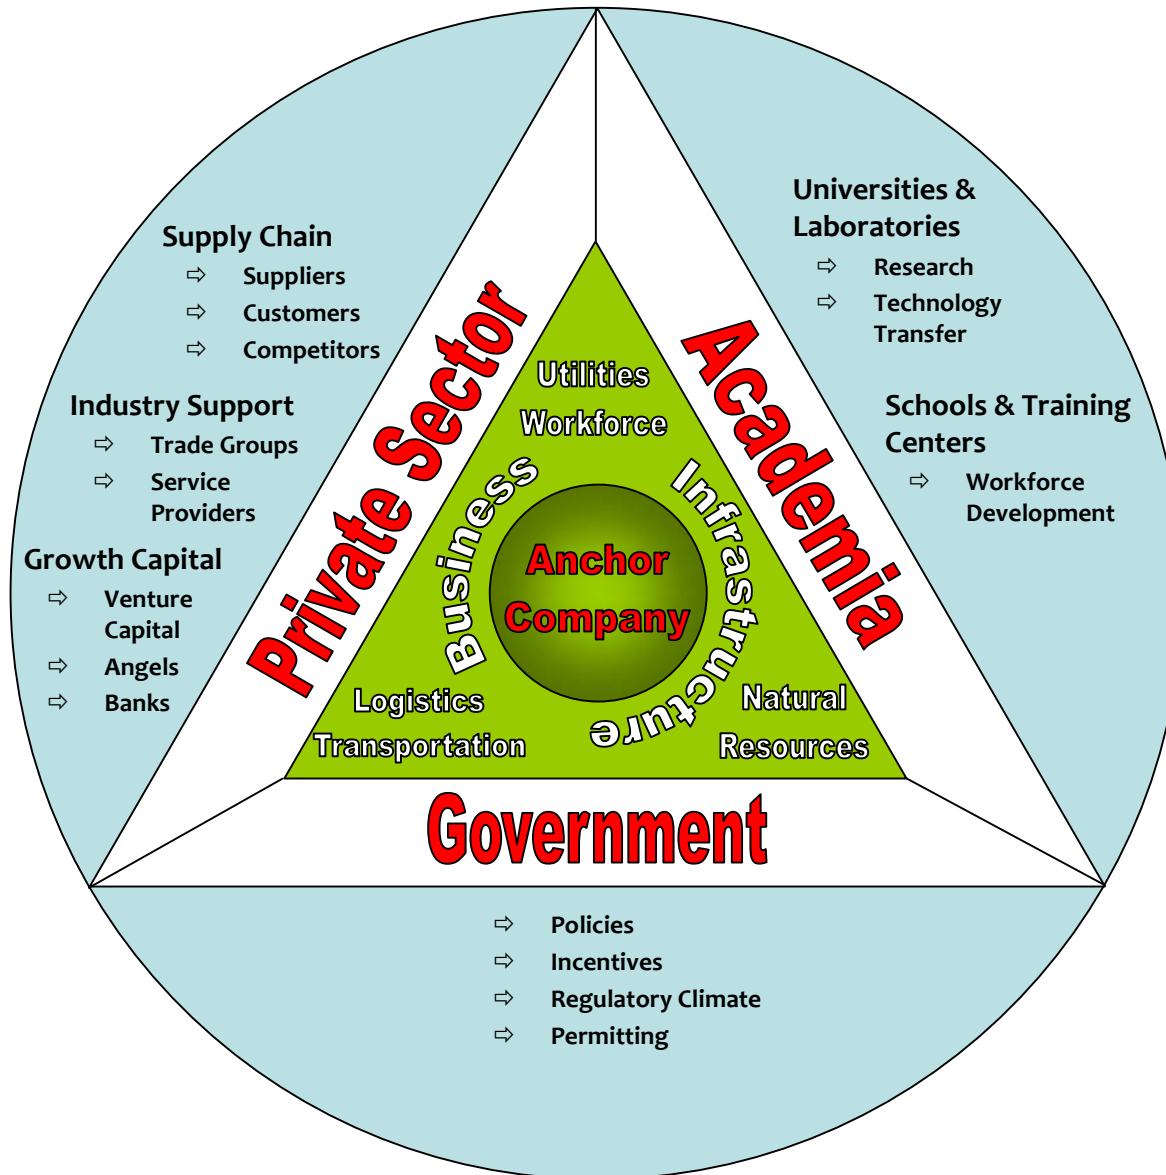 Supply Chain
⇨ Suppliers
⇨ Customers
⇨ Competitors
Industry Support
⇨ Trade Groups
⇨ Service
Providers
Growth Capital
⇨ Venture
Capital
⇨ Angels
⇨ Banks
Private Sector
Universities &
Laboratories
⇨ Research
⇨ Technology
Transfer
Schools & Training
Centers
⇨ Workforce
Development
Academia
Utilities
Workforce
Business
Infrastructure
Anchor
Company
Logistics
Transportation
Natural
Resources
Government
⇨ Policies
⇨ Incentives
⇨ Regulatory Climate
⇨ Permitting